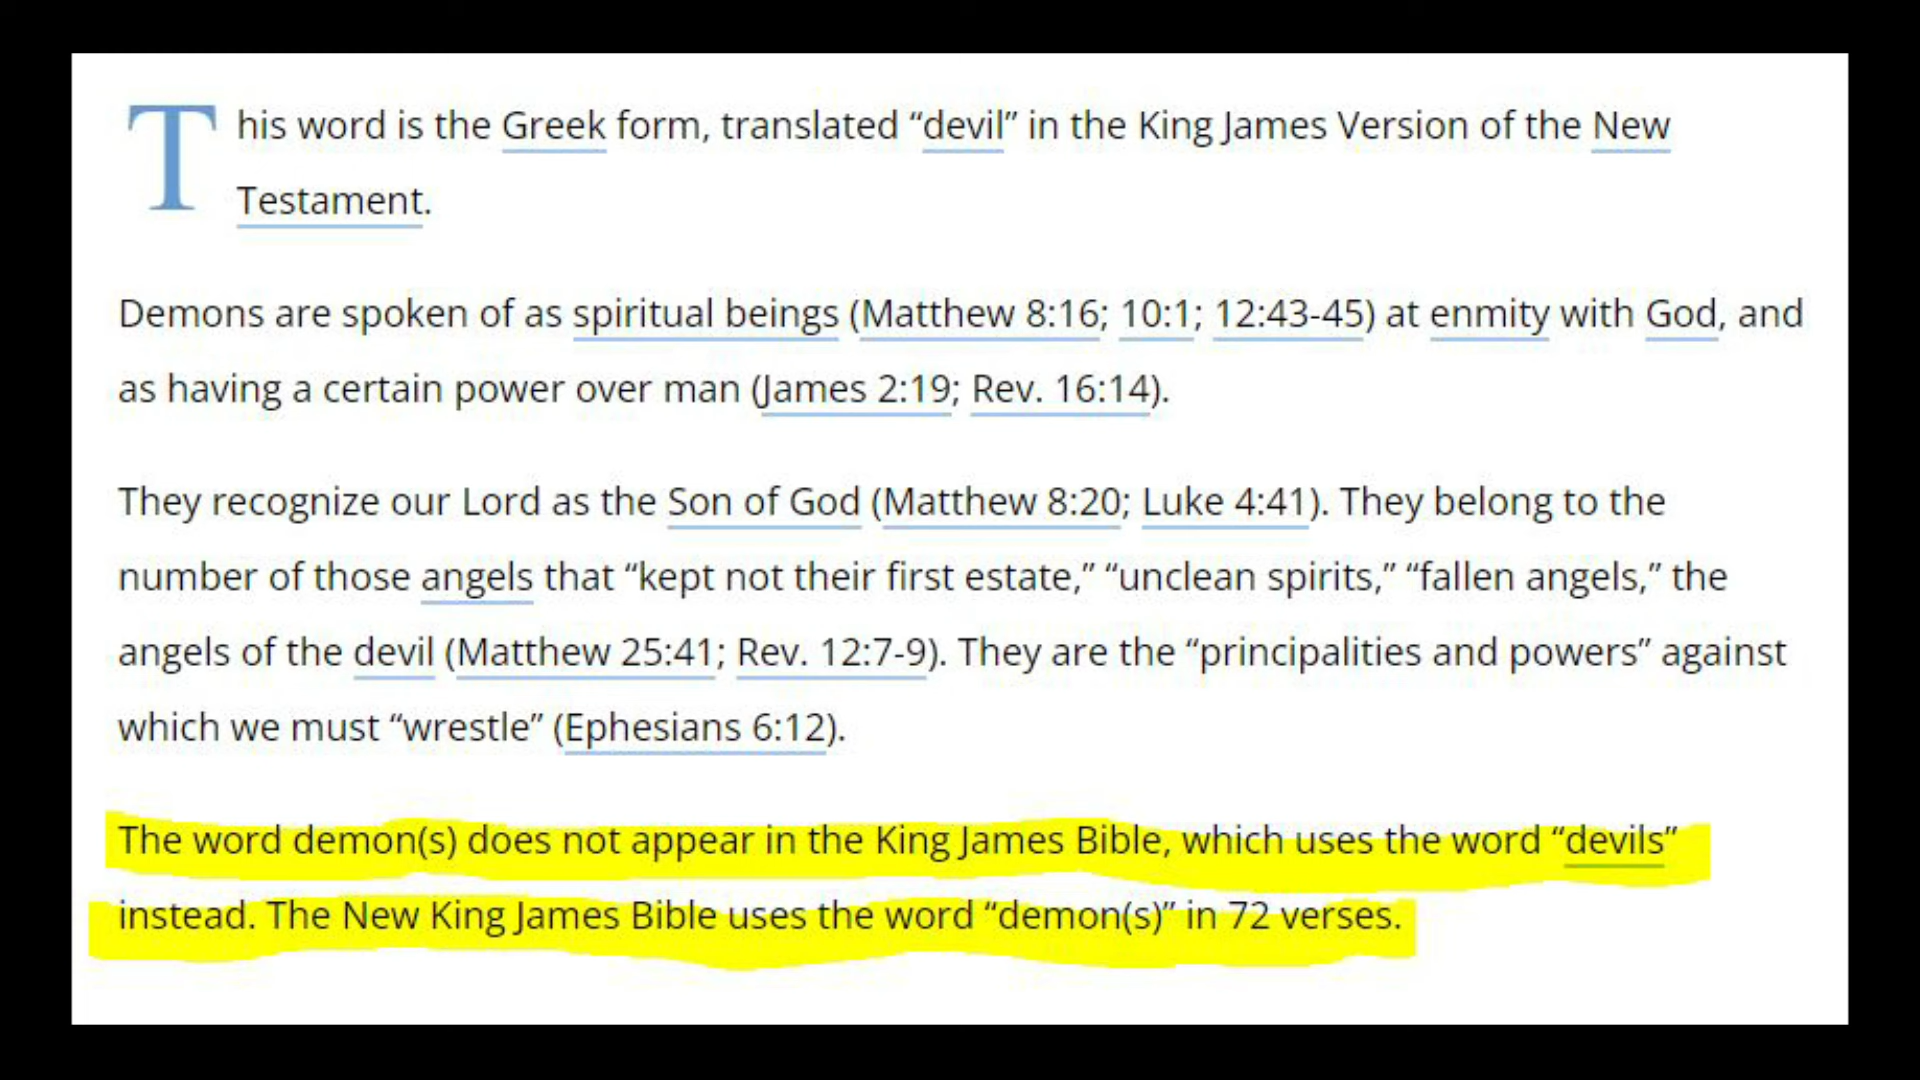 This word is the Greek form, translated “devil” in the King James Version of the New
Testament.
Demons are spoken of as spiritual beings (Matthew 8:16; 10:1; 12:43-45) at enmity with God, and
as having a certain power over man (James 2:19; Rev. 16:14).
They recognize our Lord as the Son of God (Matthew 8:20; Luke 4:41). They belong to the
number of those angels that “kept not their first estate,” “unclean spirits,” “fallen angels,” the
angels of the devil (Matthew 25:41; Rev. 12:7-9). They are the “principalities and powers” against
which we must “wrestle” (Ephesians 6:12).
The word demon(s) does not appear in the King James Bible, which uses the word “devils”
instead. The New King James Bible uses the word “demon(s)” in 72 verses.